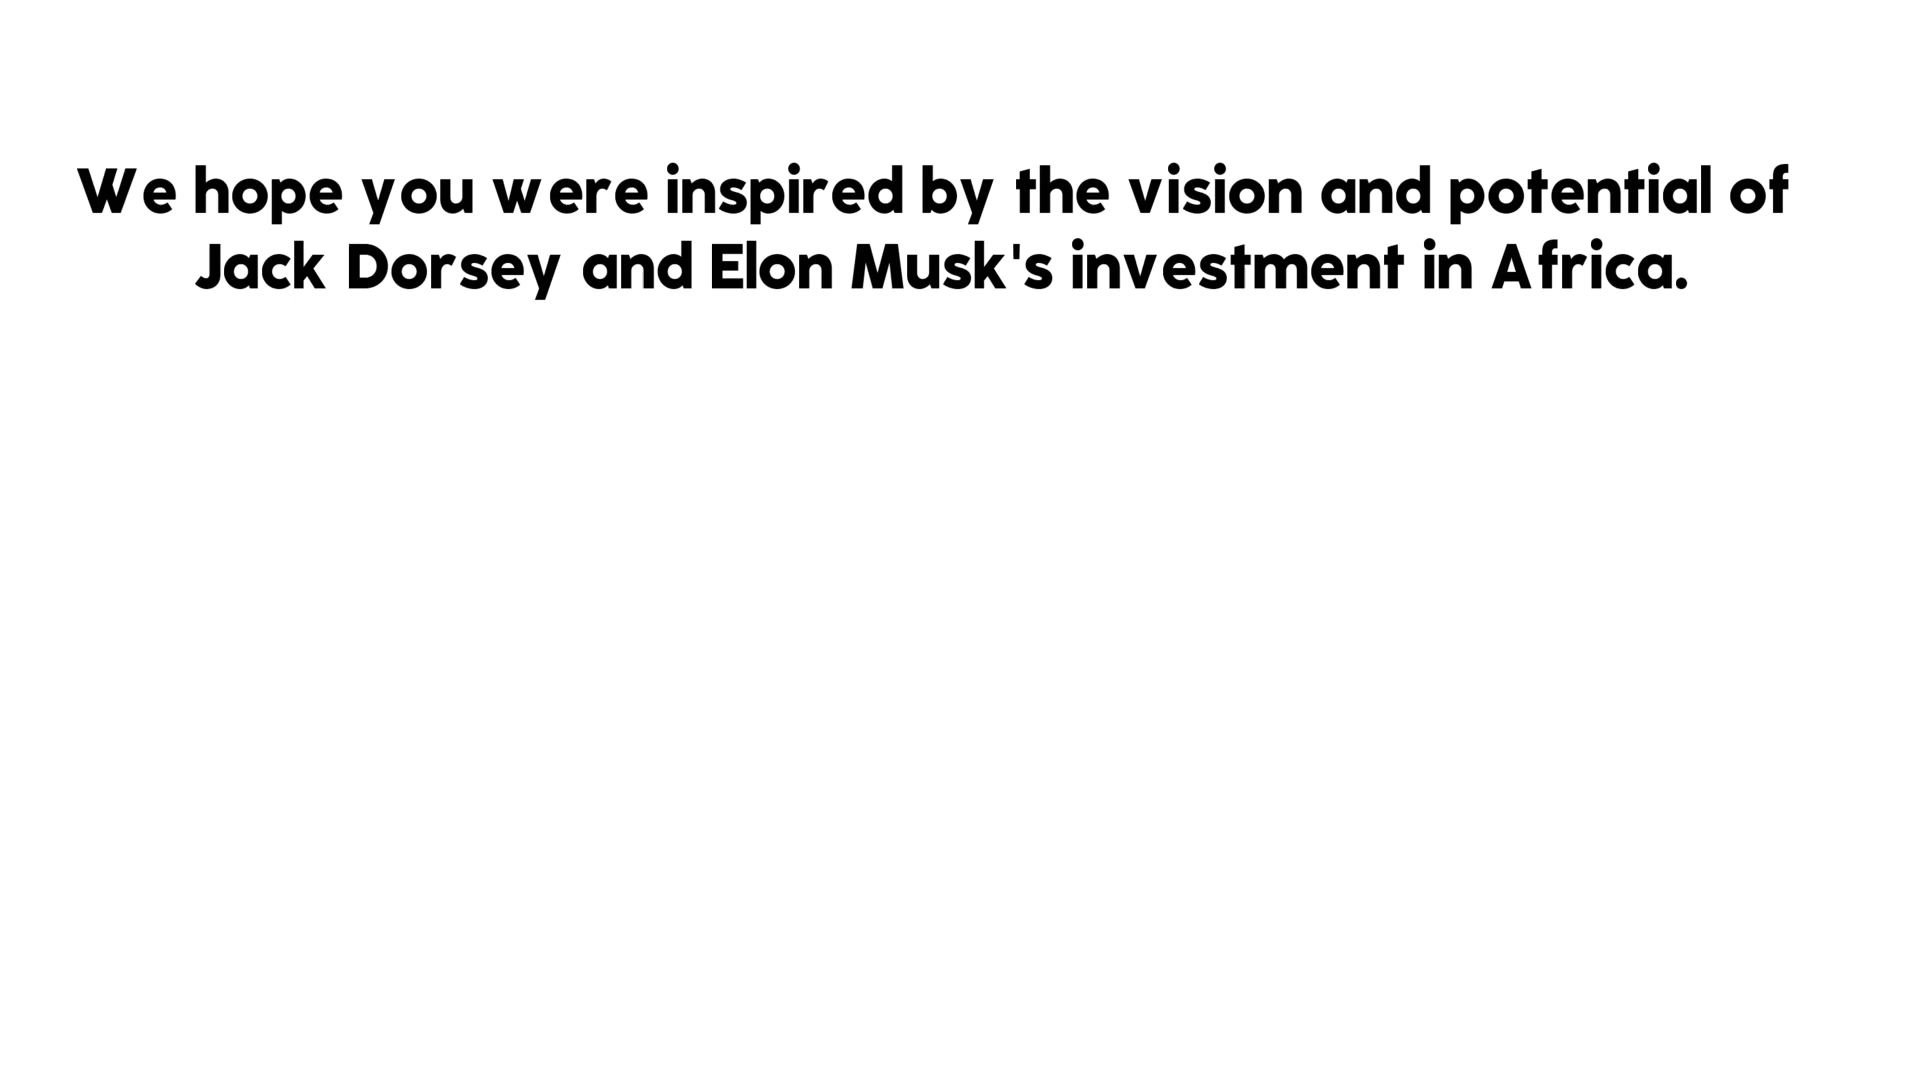 We hope you were inspired by the vision and potential of
Jack Dorsey and Elon Musk's investment in Africa.